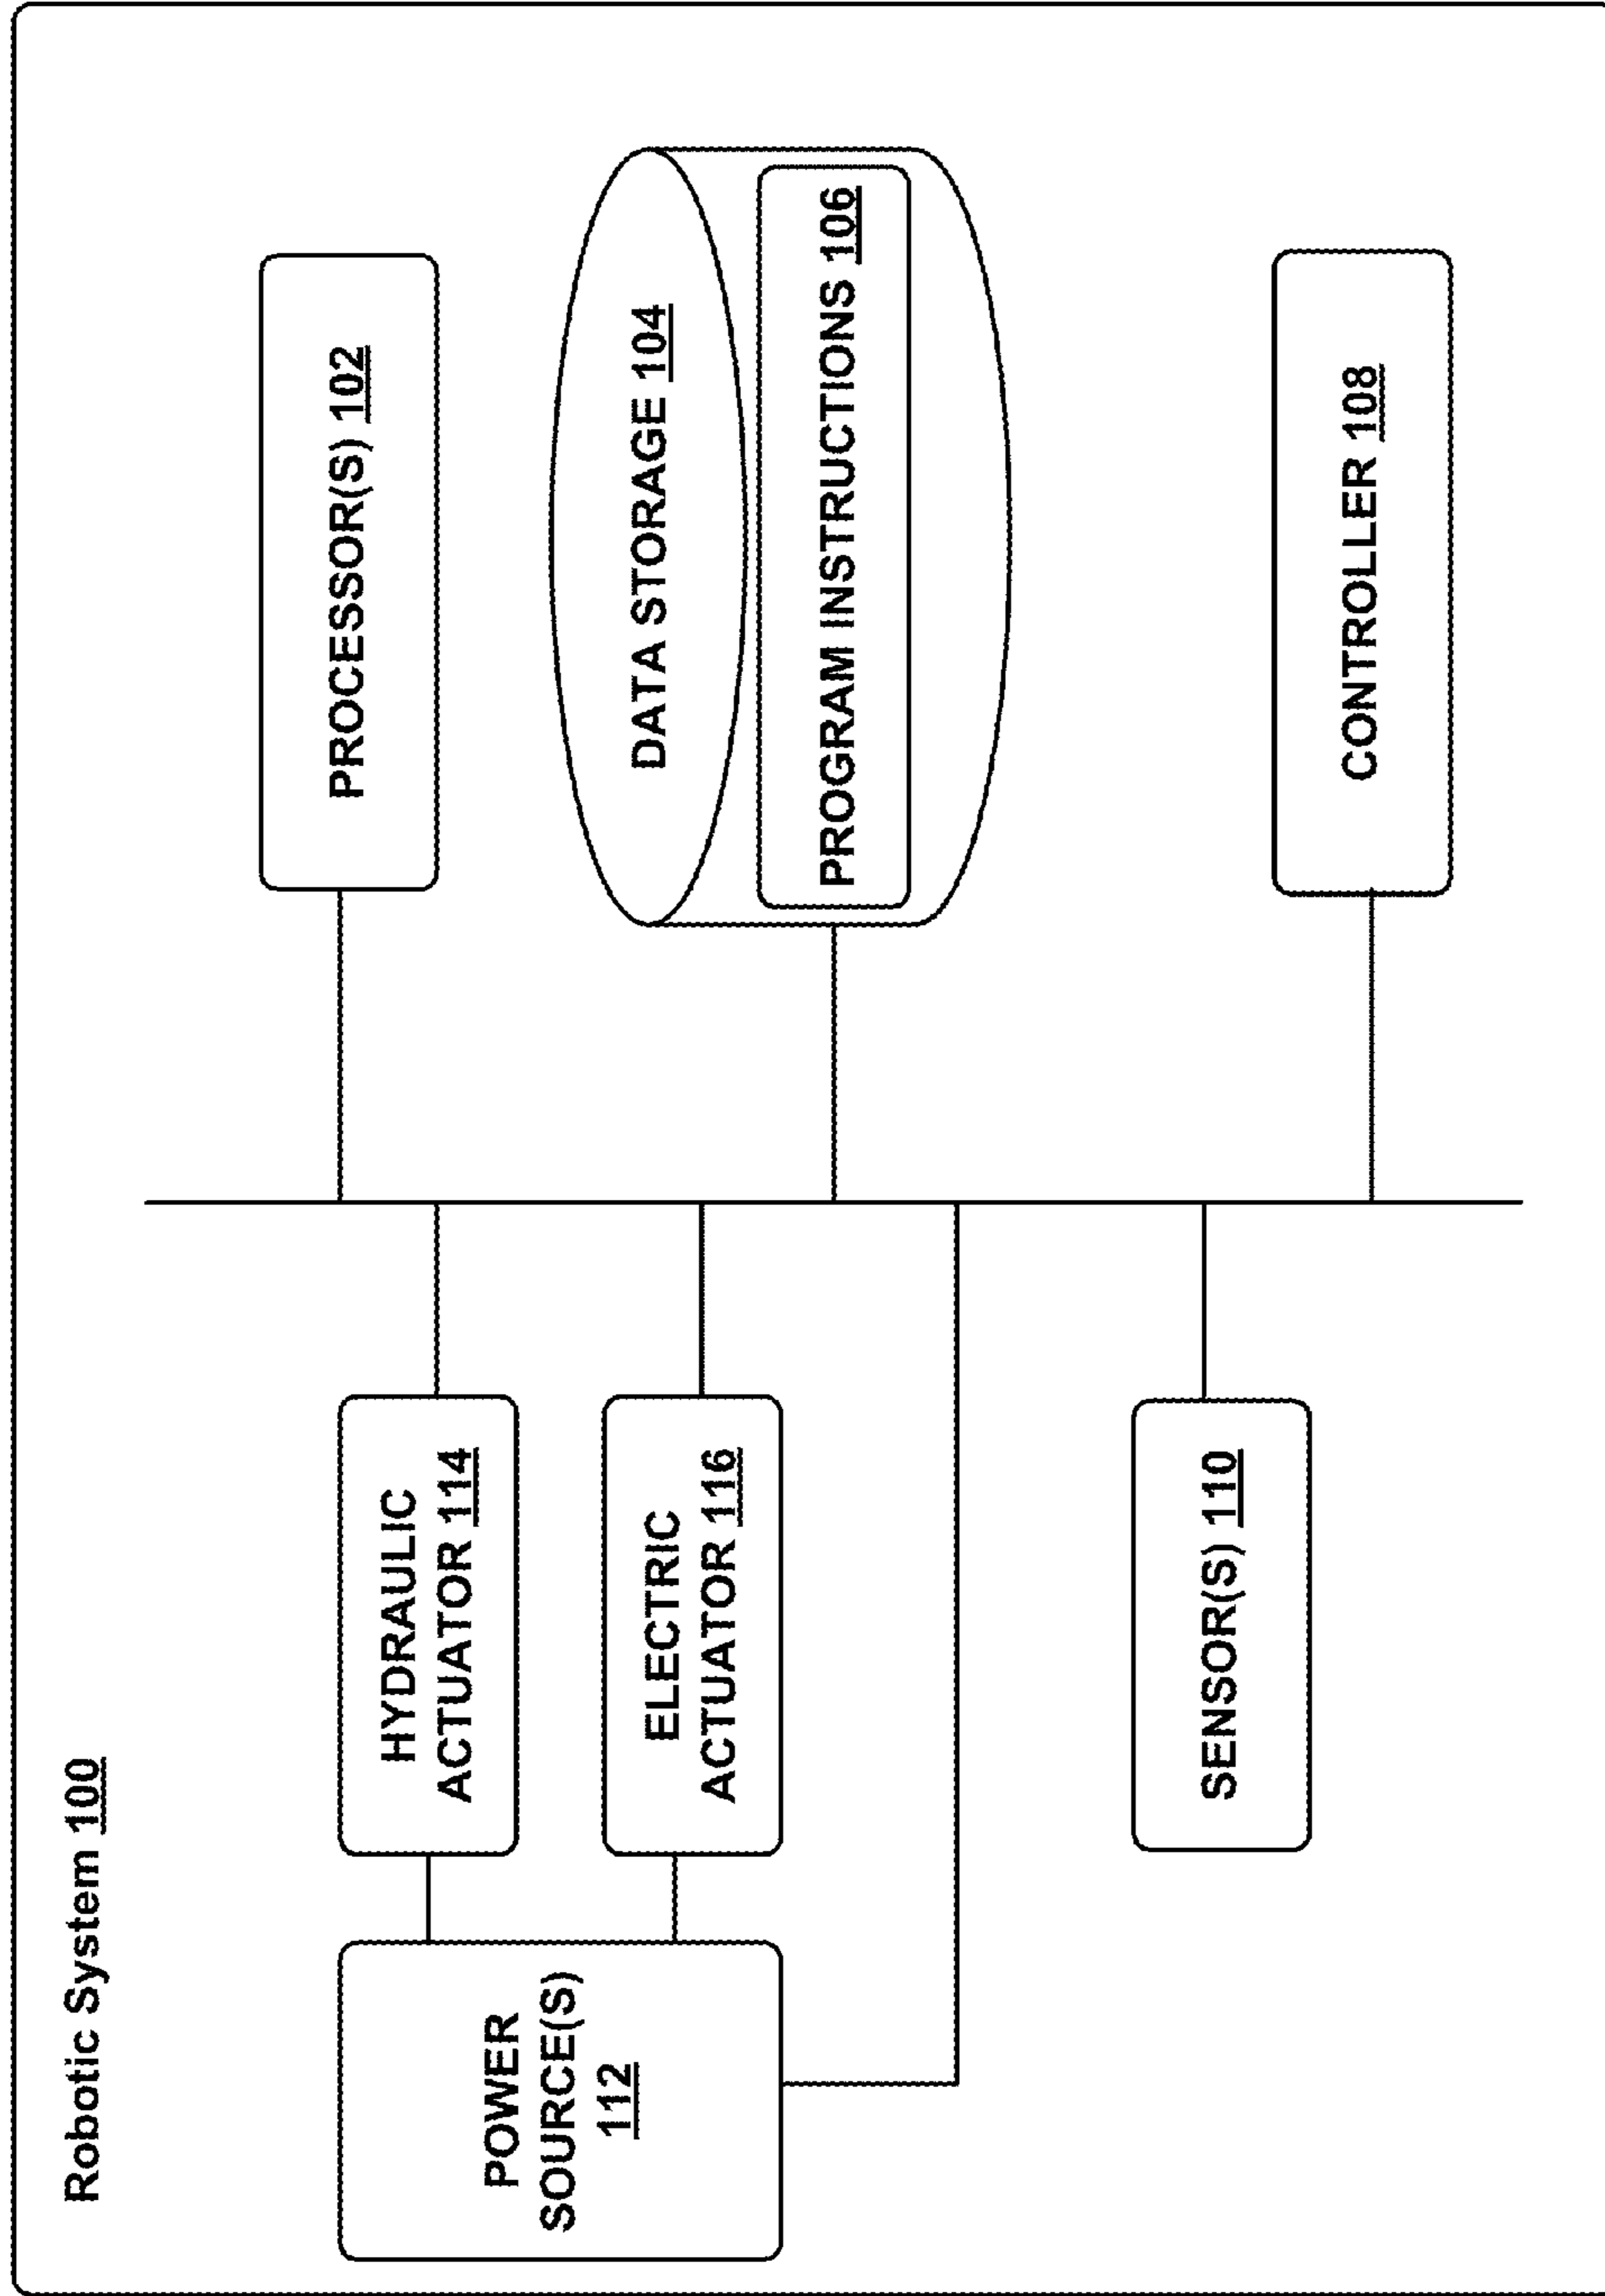 Robotic System 100
POWER
SOURCE(S)
112
HYDRAULIC
ACTUATOR 114
ELECTRIC
ACTUATOR 116
SENSOR(S) 110
PROCESSOR(S) 102
DATA STORAGE 104
PROGRAM INSTRUCTIONS 106
CONTROLLER 108